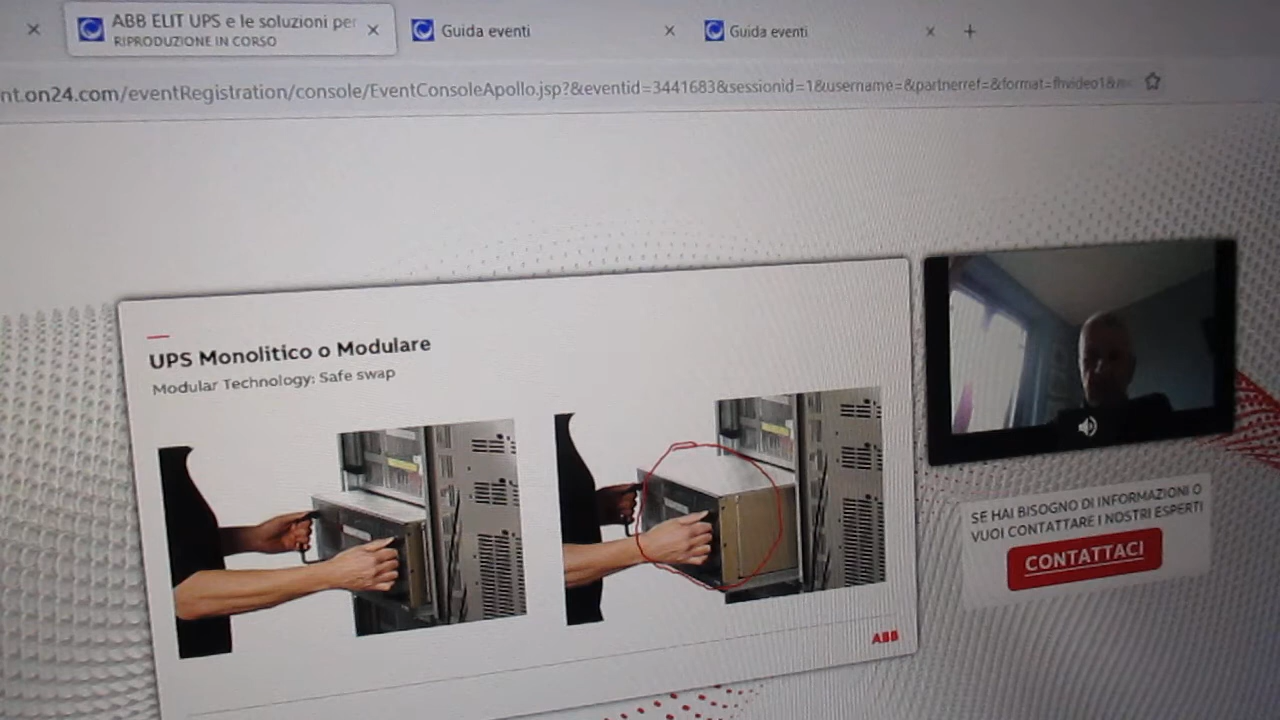 ABB ELIT UPS e le soluzioni per
RIPRODUZIONE IN CORSO
Guida eventi
Guida eventi
nt.on24.com/eventRegistration/console/EventConsoleApollo.jsp?&eventid=3441683&sessionid=1&username=&partnerref=&format=fhvideo1&
UPS Monolitico o Modulare
Modular Technology: Safe swap
ABB
SE HAI BISOGNO DI INFORMAZIONI O
VUOI CONTATTARE I NOSTRI ESPERTI
CONTATTACI